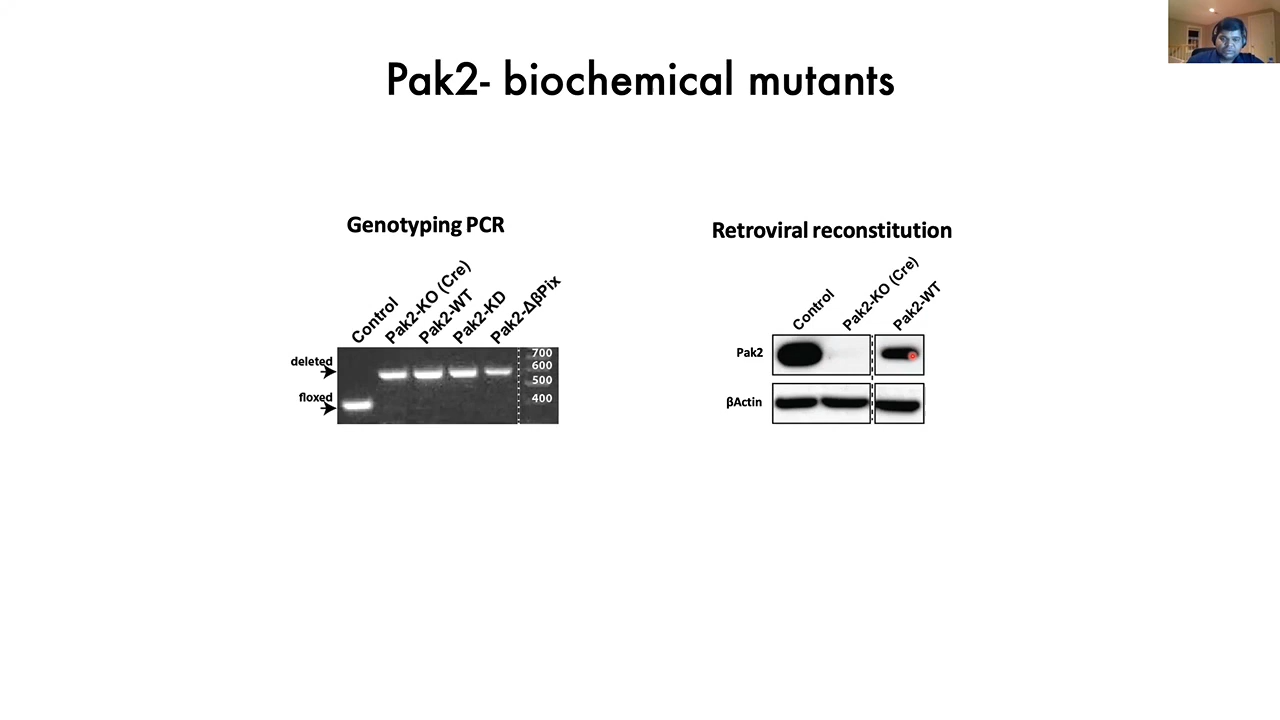 Pak2- biochemical mutants
Genotyping PCR
Control
Pak2-KO (Cre)
Pak2-WT
Pak2-KD
Pak2-ΔβPix
deleted
floxed
700
600
500
400
Retroviral reconstitution
Control
Pak2-KO (Cre)
Pak2-WT
Pak2
βActin